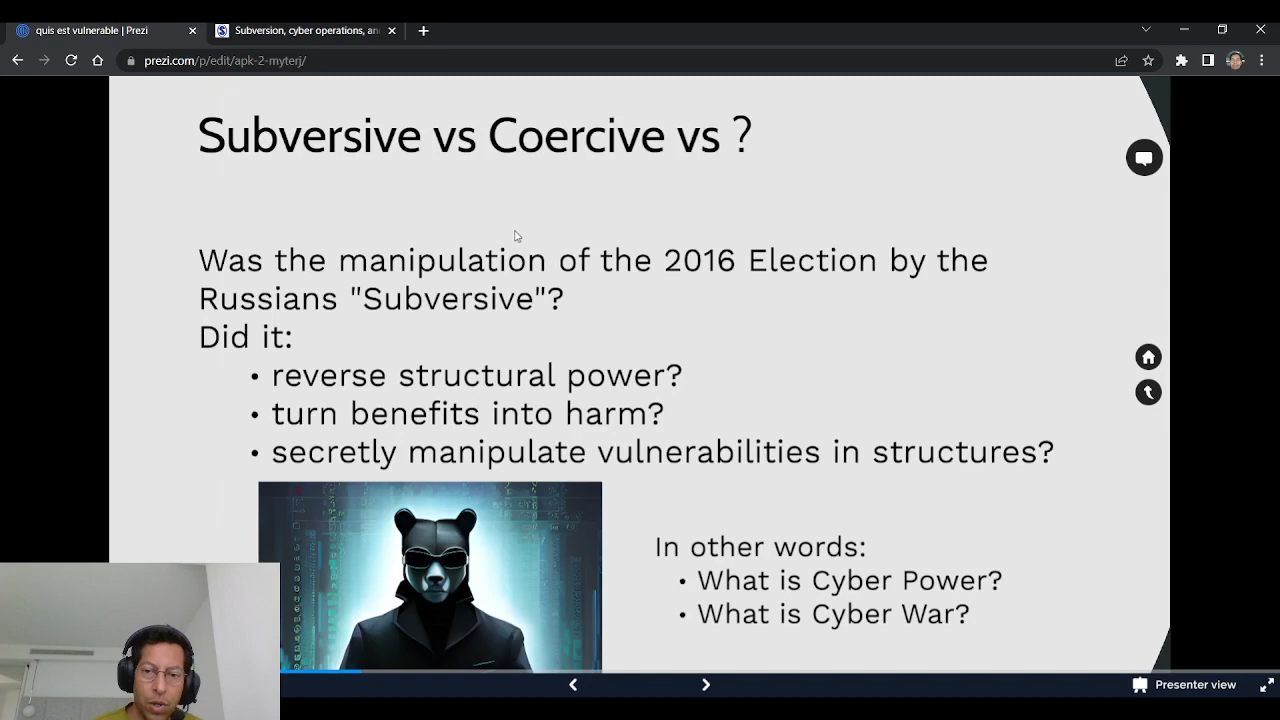 quis est vulnerable | Prezi
Subversion, cyber operations, an
prezi.com/p/edit/apk-2-myterj/
Subversive vs Coercive vs ?
Was the manipulation of the 2016 Election by the
Russians "Subversive"?
Did it:
• reverse structural power?
• turn benefits into harm?
• secretly manipulate vulnerabilities in structures?
In other words:
• What is Cyber Power?
• What is Cyber War?
Presenter view